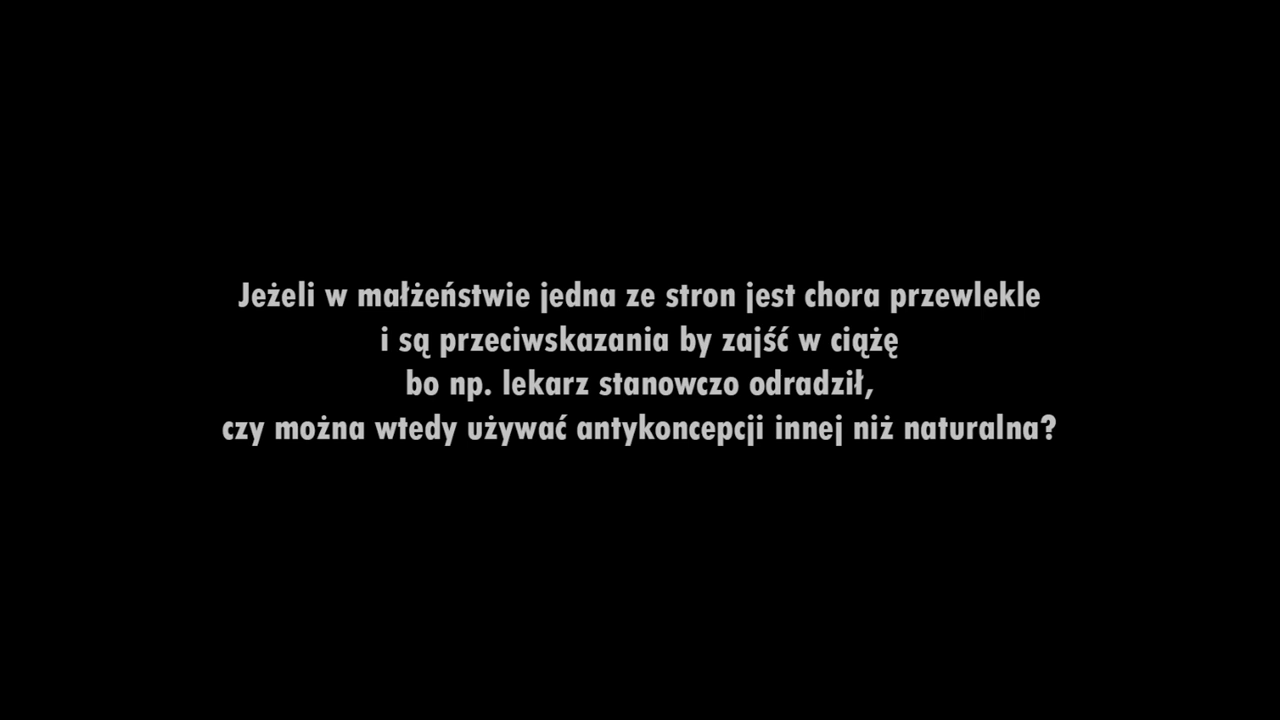 Jeżeli w małżeństwie jedna ze stron jest chora przewlekle
i są przeciwskazania by zajść w ciążę
bo np. lekarz stanowczo odradził,
czy można wtedy używać antykoncepcji innej niż naturalna?